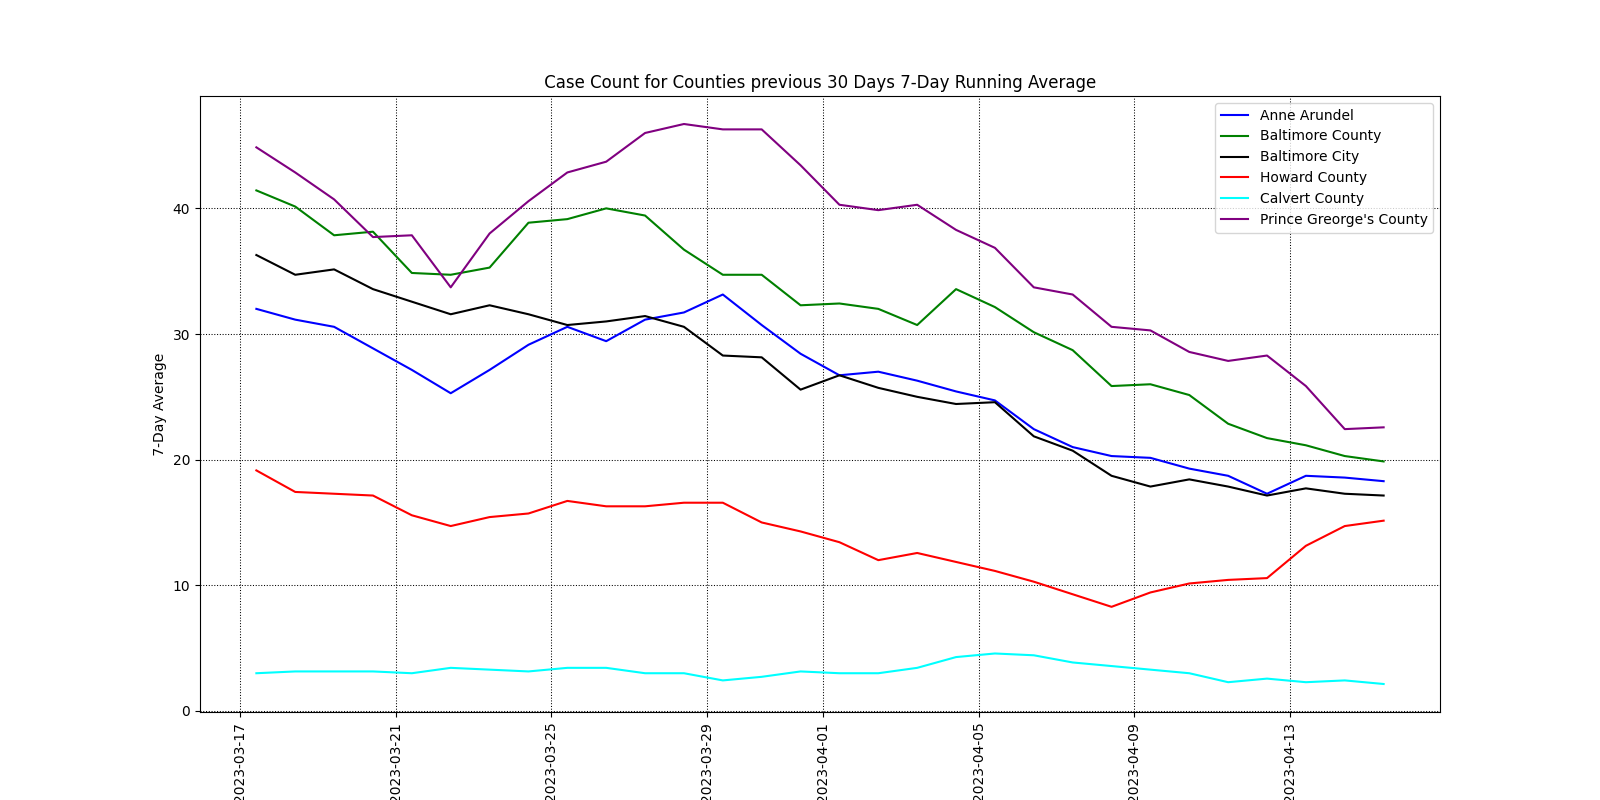 Case Count for Counties previous 30 Days 7-Day Running Average
Anne Arundel
Baltimore County
Baltimore City
Howard County
Calvert County
Prince Greorge's County
7-Day Average
40
30
20
10
0
2023-03-17
2023-03-21
2023-03-25
2023-03-29
2023-04-01
2023-04-05
2023-04-09
2023-04-13